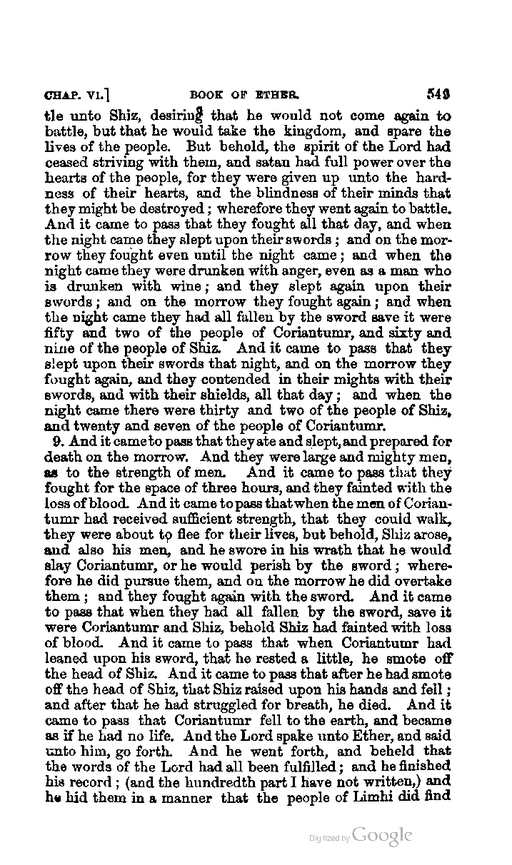 CHAP. VI.] BOOK OF ETHER. 549
tle unto Shiz, desiring that he would not come again to
battle, but that he would take the kingdom, and spare the
lives of the people. But behold, the spirit of the Lord had
ceased striving with them, and satan had full power over the
hearts of the people, for they were given up unto the hard-
ness of their hearts, and the blindness of their minds that
they might be destroyed; wherefore they went again to battle.
And it came to pass that they fought all that day, and when
the night came they slept upon their swords; and on the mor-
row they fought even until the night came; and when the
night came they were drunken with anger, even as a man who
is drunken with wine; and they slept again upon their
swords; and on the morrow they fought again; and when
the night came they had all fallen by the sword save it were
fifty and two of the people of Coriantumr, and sixty and
nine of the people of Shiz. And it came to pass that they
slept upon their swords that night, and on the morrow they
fought again, and they contended in their mights with their
swords, and with their shields, all that day; and when the
night came there were thirty and two of the people of Shiz,
and twenty and seven of the people of Coriantumr.
9. And it came to pass that they ate and slept, and prepared for
death on the morrow. And they were large and mighty men,
as to the strength of men. And it came to pass that they
fought for the space of three hours, and they fainted with the
loss of blood. And it came to pass that when the men of Corian-
tumr had received sufficient strength, that they could walk,
they were about to flee for their lives, but behold, Shiz arose,
and also his men, and he swore in his wrath that he would
slay Coriantumr, or he would perish by the sword; where-
fore he did pursue them, and on the morrow he did overtake
them; and they fought again with the sword. And it came
to pass that when they had all fallen by the sword, save it
were Coriantumr and Shiz, behold Shiz had fainted with loss
of blood. And it came to pass that when Coriantumr had
leaned upon his sword, that he rested a little, he smote off
the head of Shiz. And it came to pass that after he had smote
off the head of Shiz, that Shiz raised upon his hands and fell;
and after that he had struggled for breath, he died. And it
came to pass that Coriantumr fell to the earth, and became
as if he had no life. And the Lord spake unto Ether, and said
unto him, go forth. And he went forth, and beheld that
the words of the Lord had all been fulfilled; and he finished
his record; (and the hundredth part I have not written,) and
he hid them in a manner that the people of Limhi did find
Digitized by Google